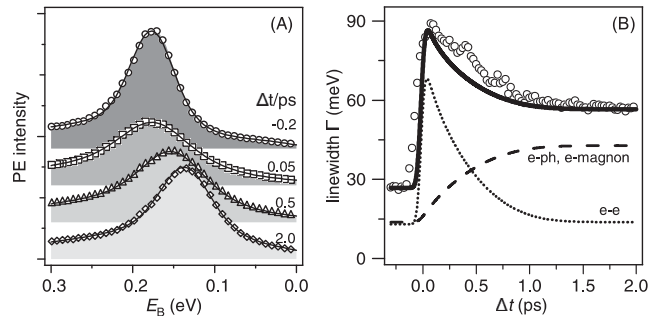 (A)
PE intensity
Δt/ps
-0.2
0.05
0.5
2.0
0.3
0.2
0.1
0.0
E_B (eV)
(B)
linewidth Γ
(meV)
90
60
30
0
e-ph, e-magnon
e-e
0.0
0.5
1.0
1.5
2.0
Δt (ps)